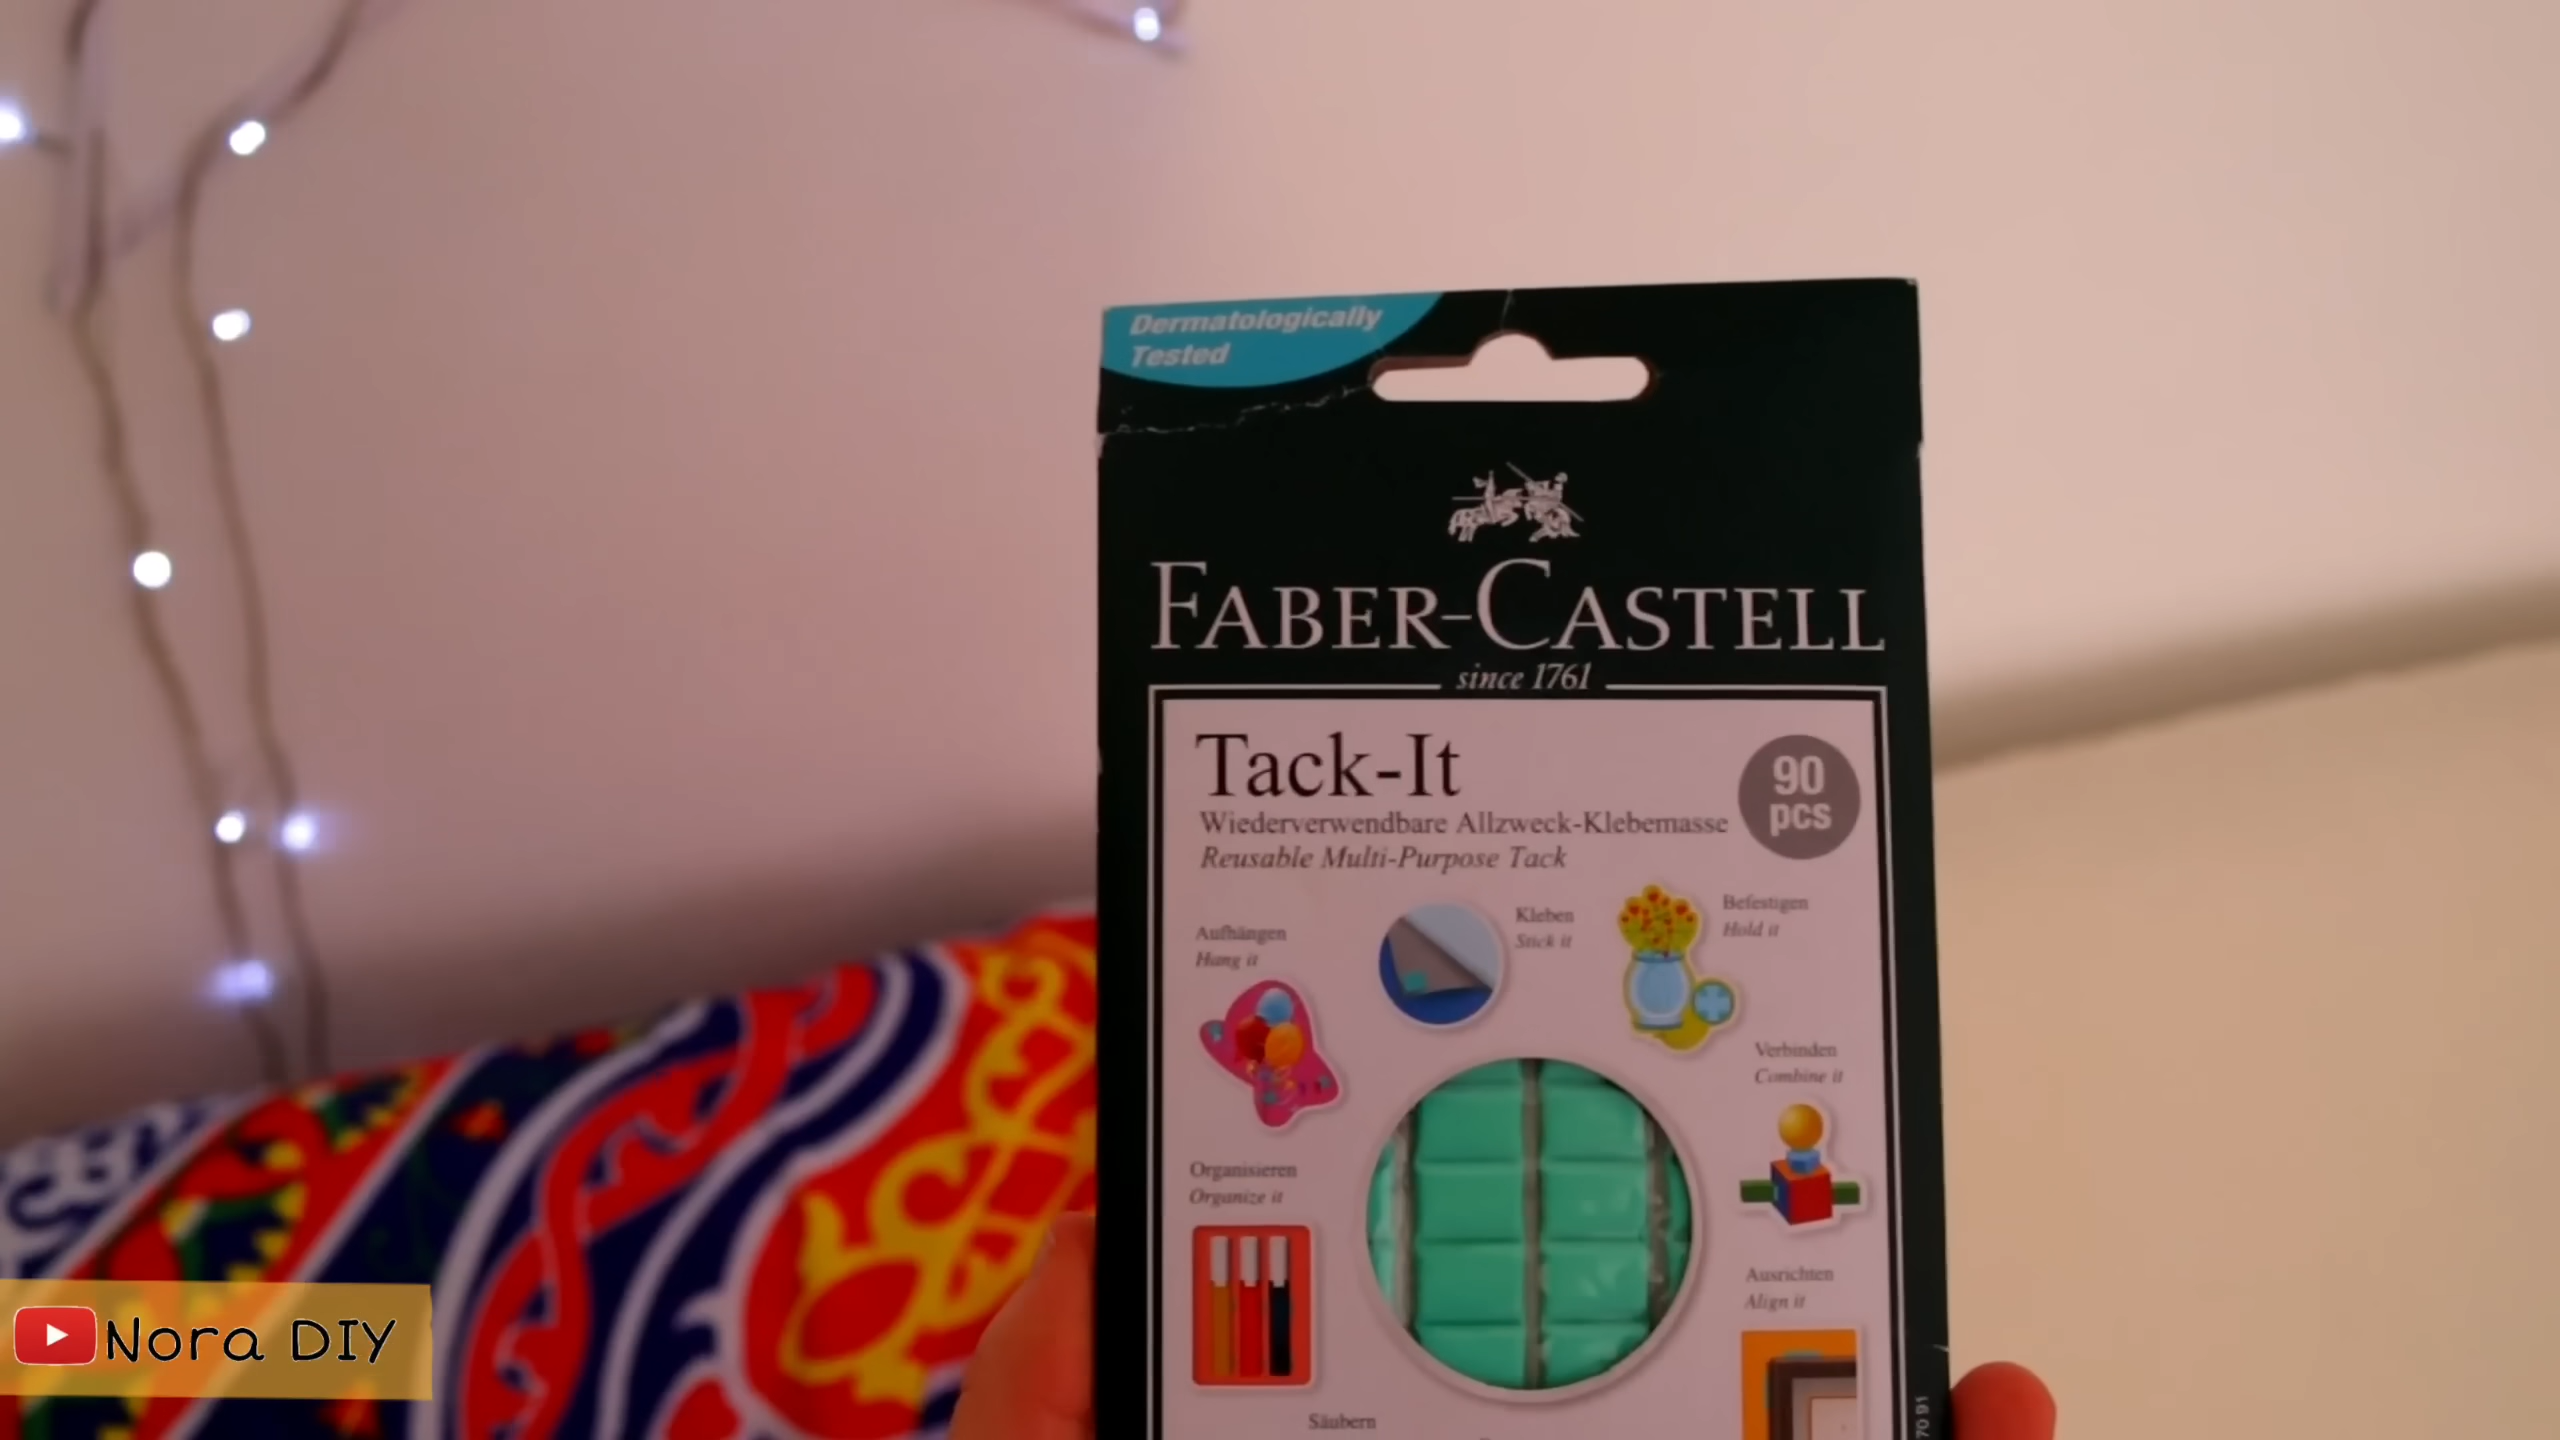 Dermatologically
Tested
FABER-CASTELL
since 1761
Tack-It
90
pcs
Wiederverwendbare Allzweck-Klebemasse
Reusable Multi-Purpose Tack
Aufhängen
Hang it
Kleben
Stick it
Befestigen
Hold it
Verbinden
Combine it
Organisieren
Organize it
Ausrichten
Align it
Säubern
70 91
Nora DIY